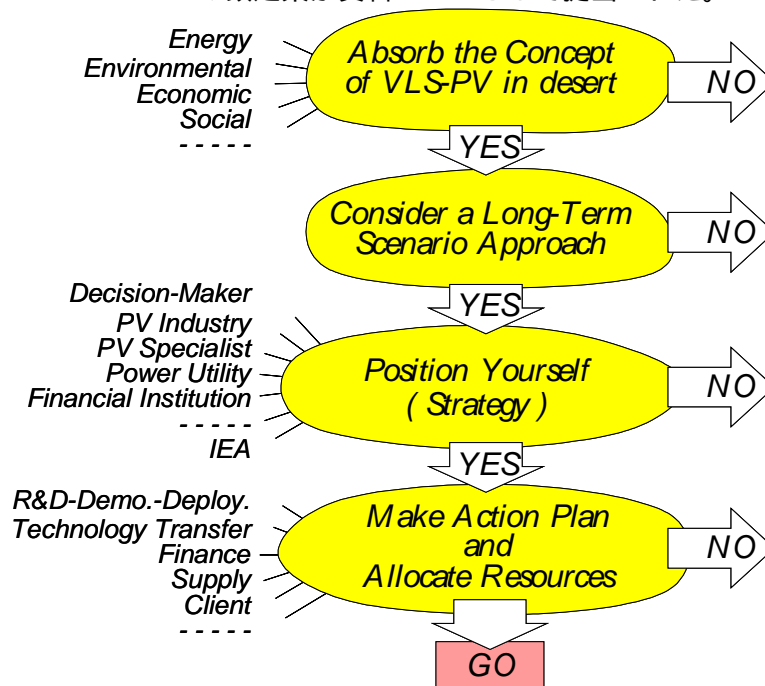 Energy
Environmental
Economic
Social
- - - - -
Absorb the Concept
of VLS-PV in desert
NO
YES
Consider a Long-Term
Scenario Approach
NO
YES
Decision-Maker
PV Industry
PV Specialist
Power Utility
Financial Institution
- - - - -
IEA
Position Yourself
( Strategy )
NO
YES
R&D-Demo.-Deploy.
Technology Transfer
Finance
Supply
Client
- - - - -
Make Action Plan
and
Allocate Resources
NO
GO